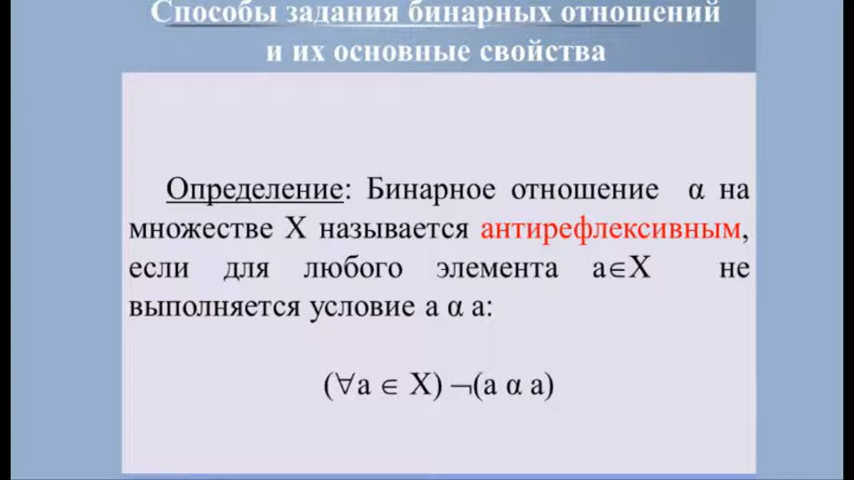 Способы задания бинарных отношений
и их основные свойства
Определение: Бинарное отношение α на
множестве X называется антирефлексивным,
если для любого элемента a∈X не
выполняется условие a α a:
(∀a ∈ X) ¬(a α a)